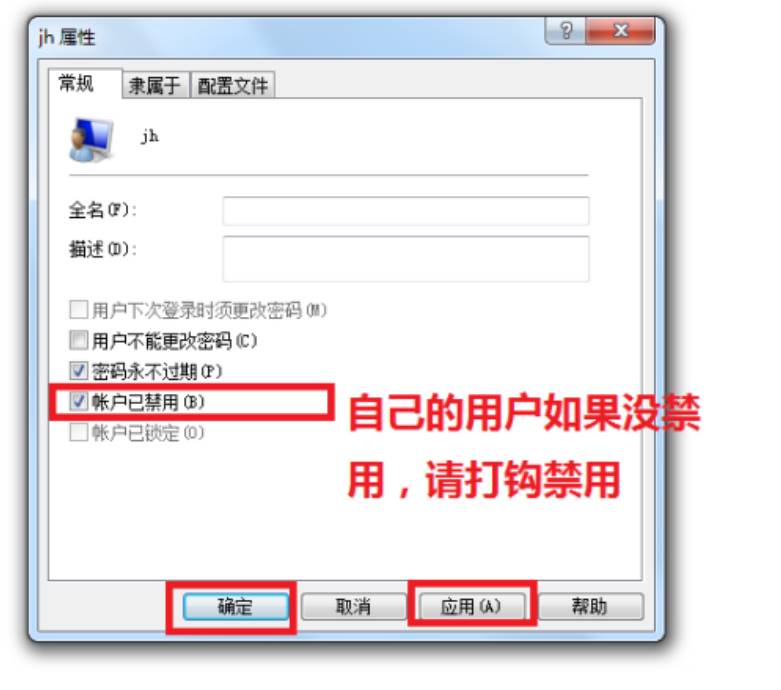 jh 属性
常规 隶属于 配置文件
jh
全名(F):
描述(D):
用户下次登录时须更改密码(M)
用户不能更改密码(C)
密码永不过期(P)
帐户已禁用(B)
自己的用户如果没禁
用，请打钩禁用
帐户已锁定(O)
确定 取消 应用(A) 帮助